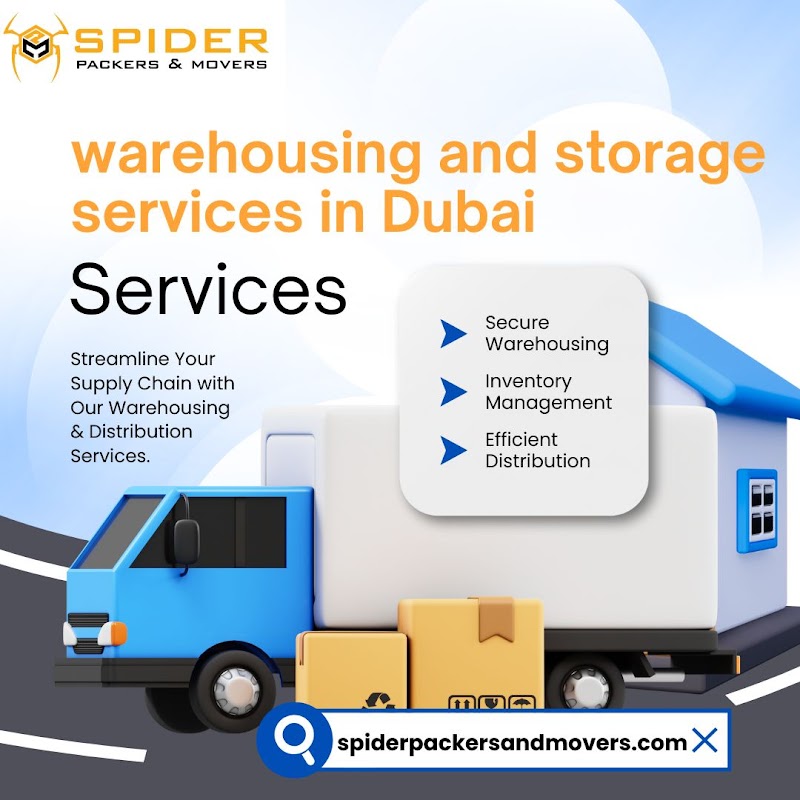 SPIDER
PACKERS & MOVERS
warehousing and storage
services in Dubai
Services
Streamline Your
Supply Chain with
Our Warehousing
& Distribution
Services.
Secure
Warehousing
Inventory
Management
Efficient
Distribution
spiderpackersandmovers.com